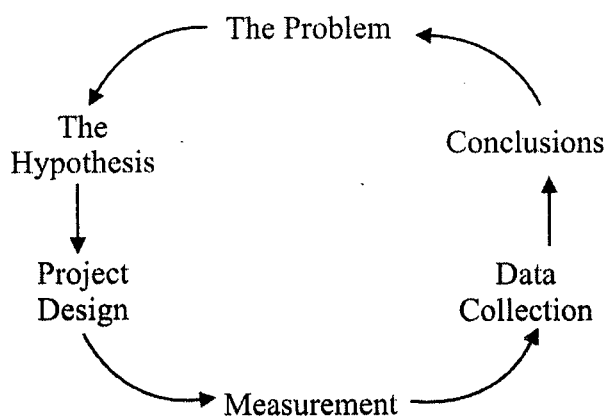 The Problem
The
Hypothesis
Conclusions
Project
Design
Data
Collection
Measurement